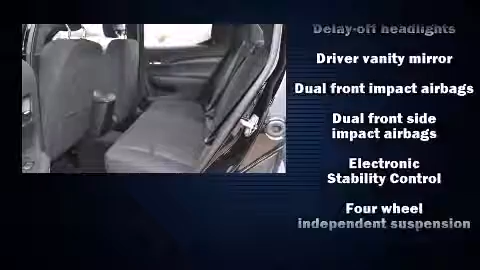 Delay-off headlights
Driver vanity mirror
Dual front impact airbags
Dual front side
impact airbags
Electronic
Stability Control
Four wheel
independent suspension